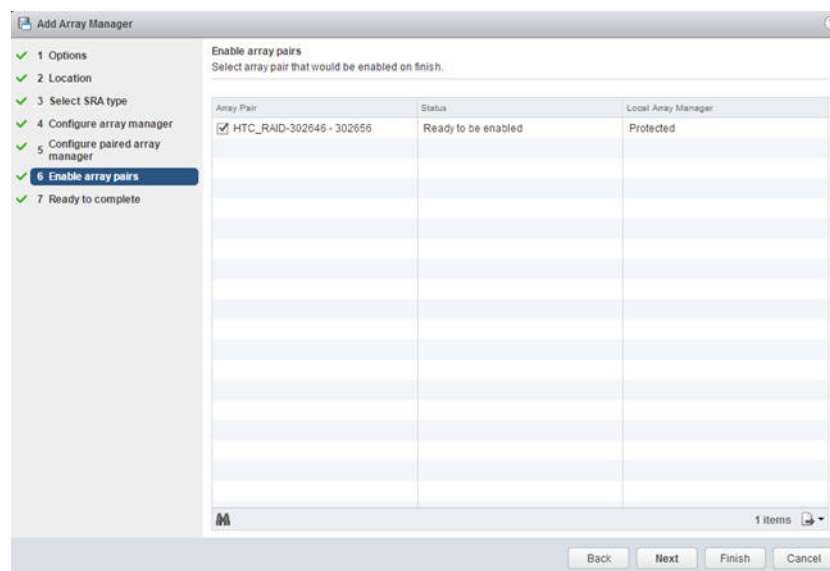 Add Array Manager
1 Options
2 Location
3 Select SRA type
4 Configure array manager
5 Configure paired array
manager
6 Enable array pairs
7 Ready to complete
Enable array pairs
Select array pair that would be enabled on finish.
Array Pair Status Local Array Manager
HTC_RAID-302646 - 302656 Ready to be enabled Protected
1 items
Back Next Finish Cancel